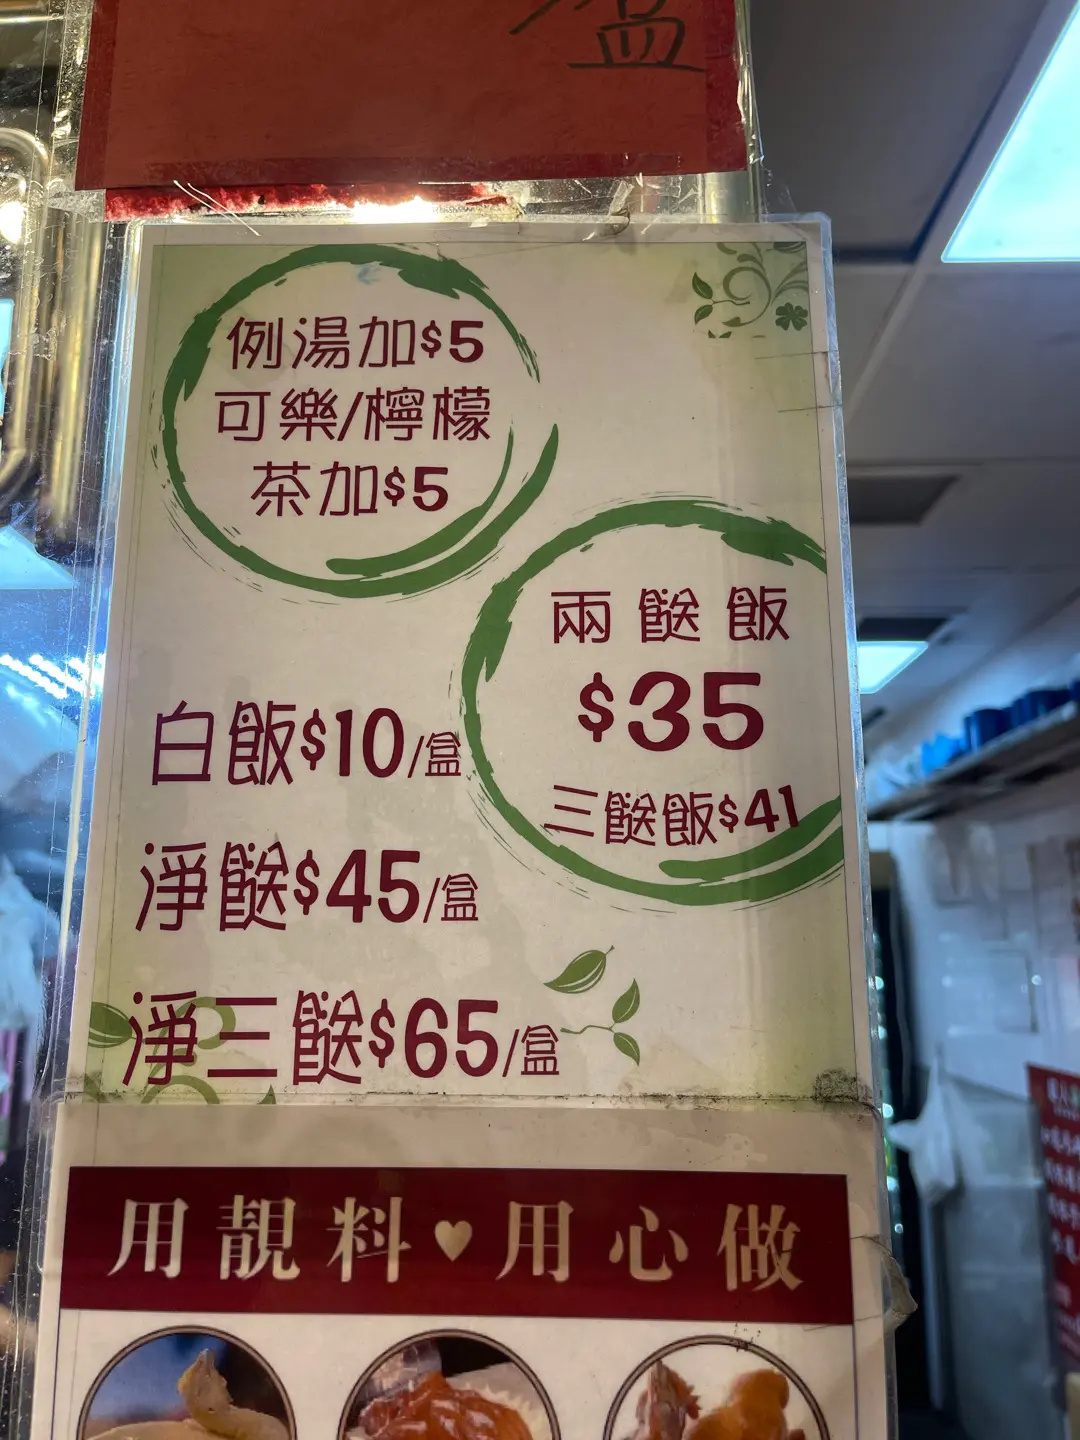 例湯加$5
可樂/檸檬
茶加$5
兩餸飯
$35
三餸飯$41
白飯$10/盒
淨餸$45/盒
淨三餸$65/盒
用靚料♥用心做